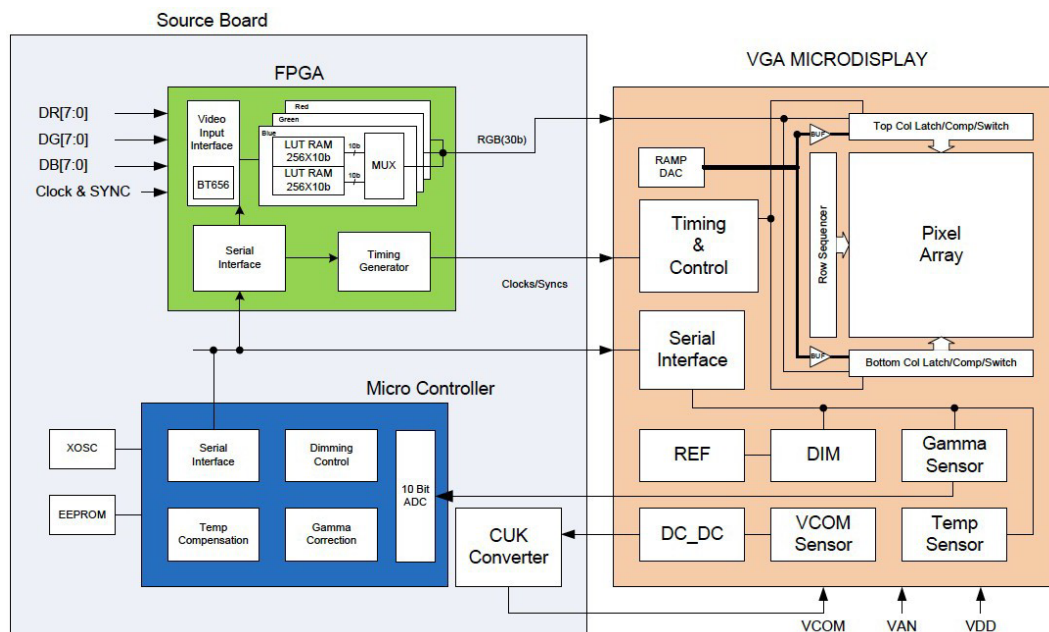 Source Board
VGA MICRODISPLAY
FPGA
DR[7:0]
DG[7:0]
DB[7:0]
Clock & SYNC
Video
Input
Interface
BT656
Red
Green
Blue
LUT RAM
256X10b
10b
LUT RAM
256X10b
10b
MUX
RGB(30b)
Serial
Interface
Timing
Generator
Clocks/Syncs
RAMP
DAC
BUF
Top Col Latch/Comp/Switch
Timing
&
Control
Row Sequencer
Pixel
Array
Serial
Interface
BUF
Bottom Col Latch/Comp/Switch
Micro Controller
XOSC
EEPROM
Serial
Interface
Dimming
Control
10 Bit
ADC
Temp
Compensation
Gamma
Correction
CUK
Converter
REF
DIM
Gamma
Sensor
DC_DC
VCOM
Sensor
Temp
Sensor
VCOM
VAN
VDD